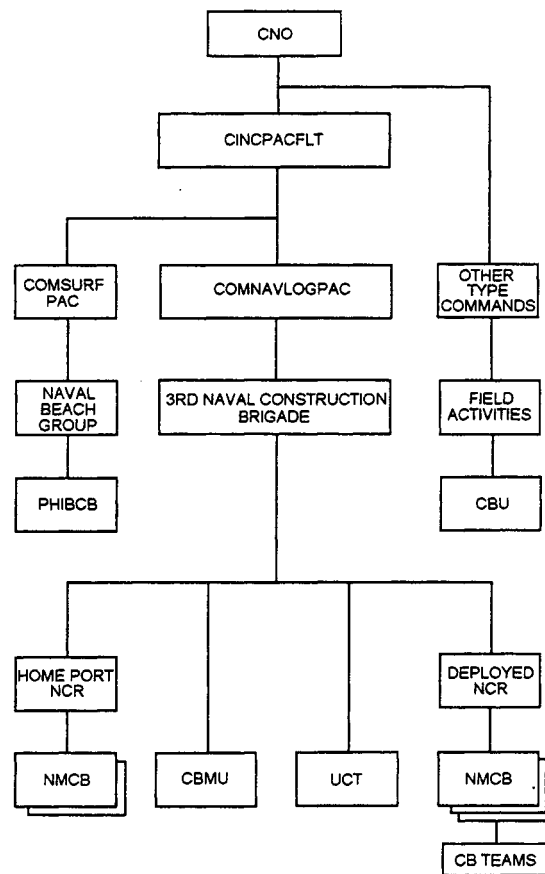 CNO
CINCPACFLT
COMSURF
PAC
COMNAVLOGPAC
OTHER
TYPE
COMMANDS
NAVAL
BEACH
GROUP
3RD NAVAL CONSTRUCTION
BRIGADE
FIELD
ACTIVITIES
PHIBCB
CBU
HOME PORT
NCR
DEPLOYED
NCR
NMCB
CBMU
UCT
NMCB
CB TEAMS